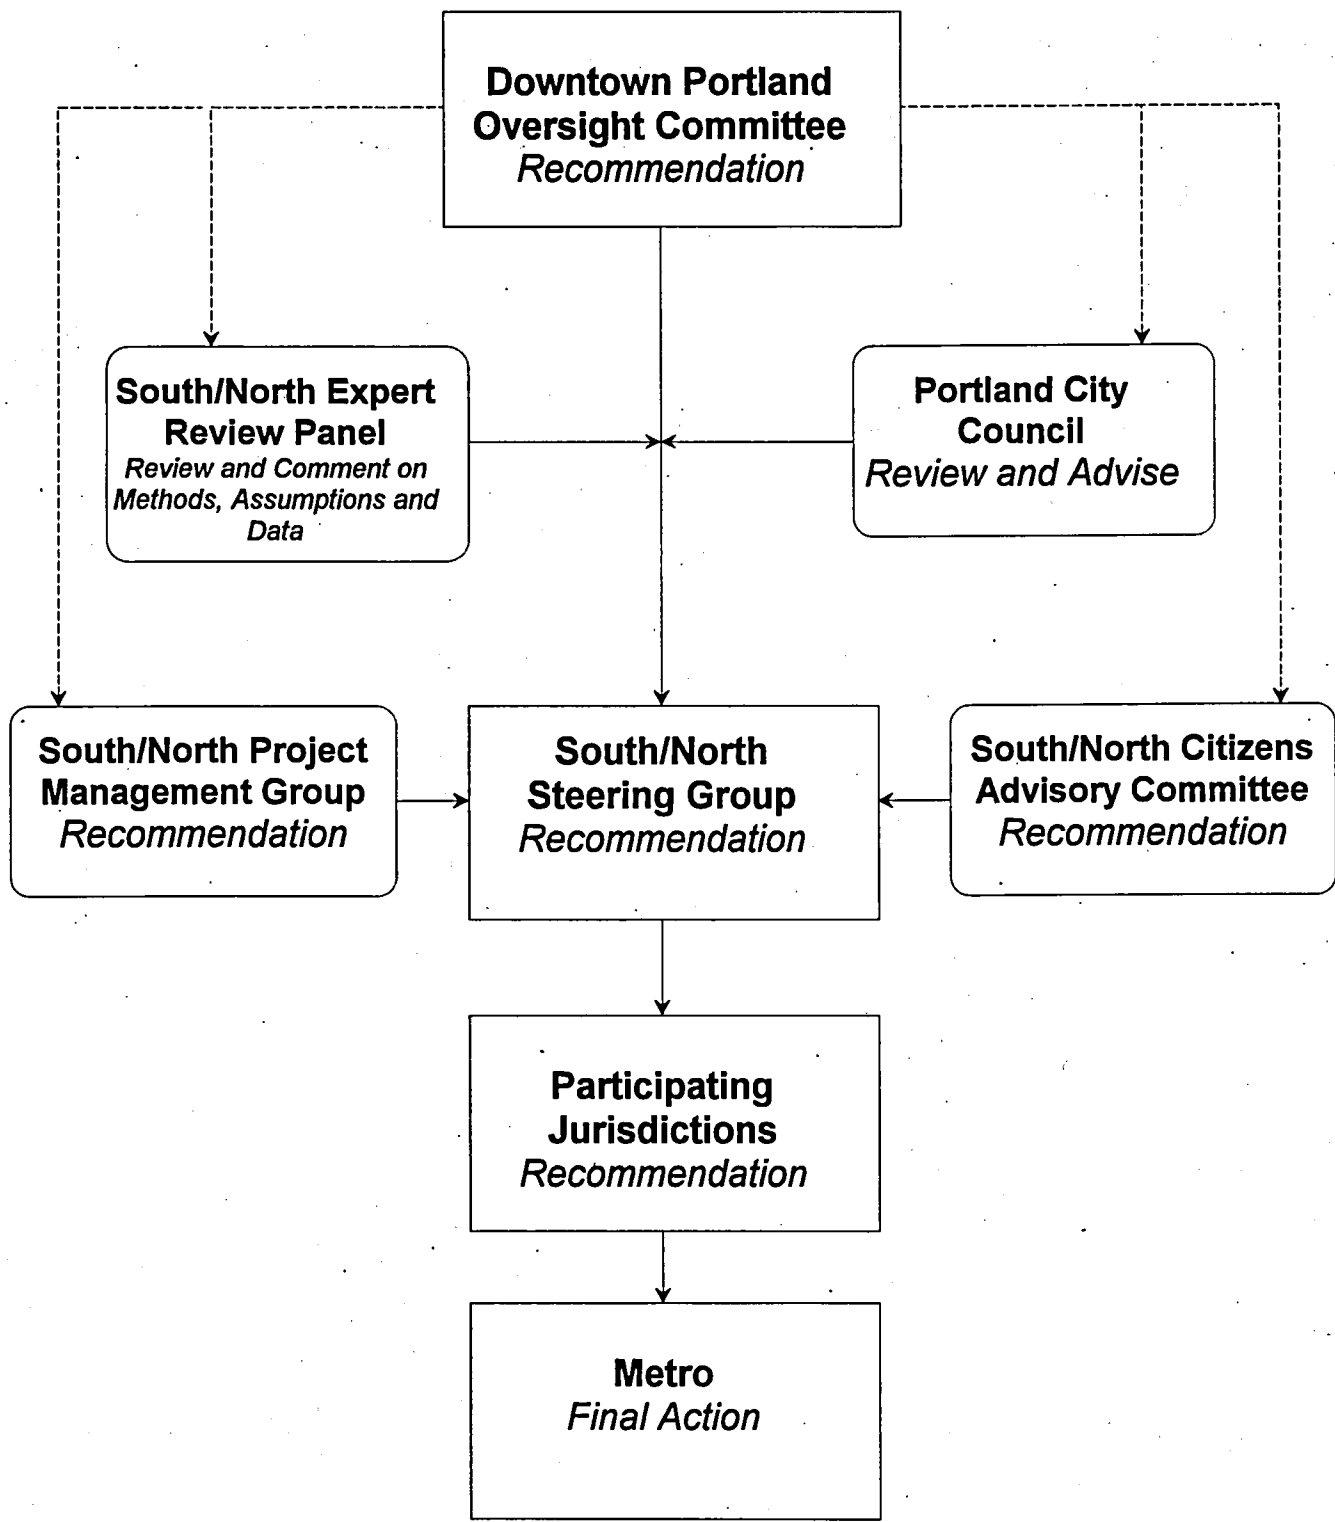 Downtown Portland
Oversight Committee
Recommendation
South/North Expert
Review Panel
Review and Comment on
Methods, Assumptions and
Data
Portland City
Council
Review and Advise
South/North Project
Management Group
Recommendation
South/North
Steering Group
Recommendation
South/North Citizens
Advisory Committee
Recommendation
Participating
Jurisdictions
Recommendation
Metro
Final Action